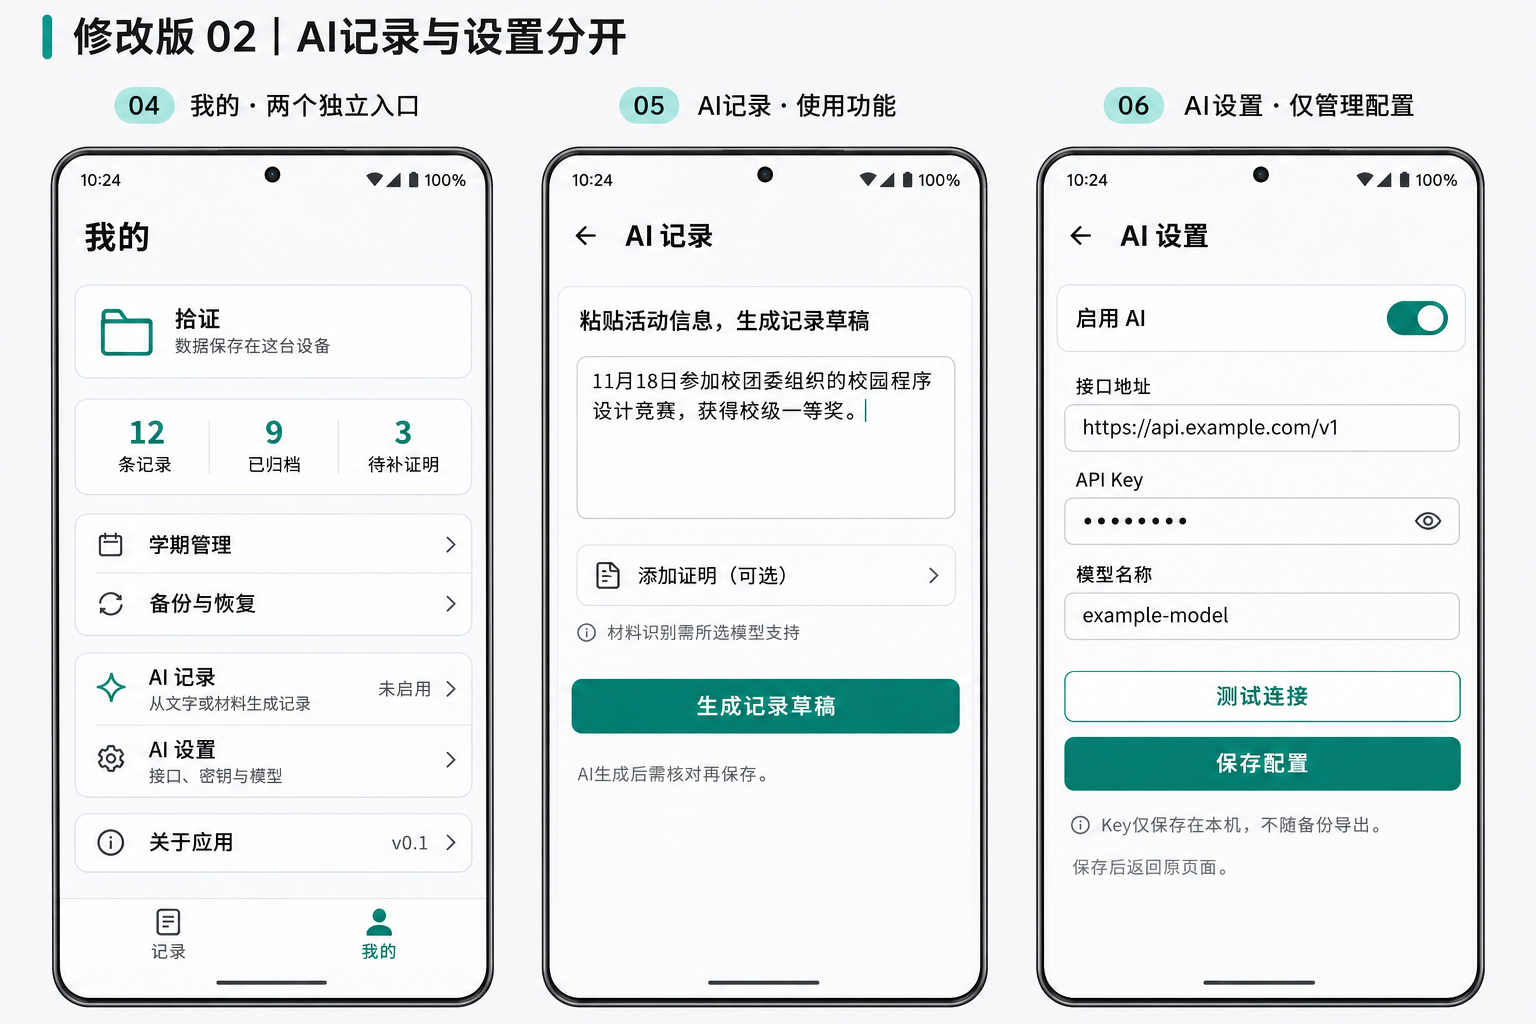 修改版 02｜AI记录与设置分开
04 我的 · 两个独立入口
10:24
100%
我的
拾证
数据保存在这台设备
12
条记录
9
已归档
3
待补证明
学期管理
备份与恢复
AI 记录
从文字或材料生成记录
未启用
AI 设置
接口、密钥与模型
关于应用
v0.1
记录
我的
05 AI记录 · 使用功能
10:24
100%
AI 记录
粘贴活动信息，生成记录草稿
11月18日参加校团委组织的校园程序
设计竞赛，获得校级一等奖。
添加证明（可选）
材料识别需所选模型支持
生成记录草稿
AI生成后需核对再保存。
06 AI设置 · 仅管理配置
10:24
100%
AI 设置
启用 AI
接口地址
https://api.example.com/v1
API Key
••••••••
模型名称
example-model
测试连接
保存配置
Key仅保存在本机，不随备份导出。
保存后返回原页面。